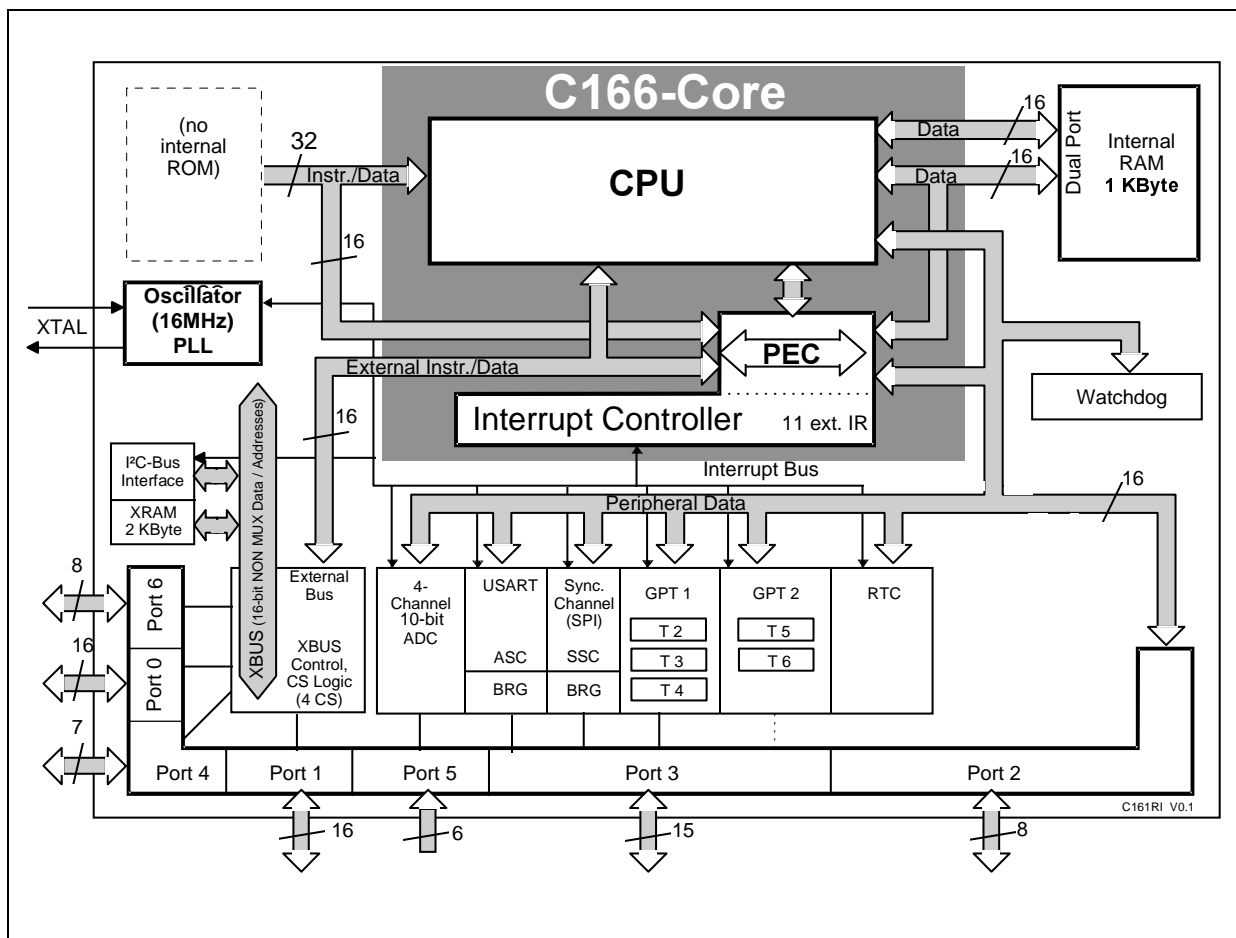 C166-Core
(no
internal
ROM)
32
Instr./Data
CPU
Data
16
Data
16
Dual Port
Internal
RAM
1 KByte
16
XTAL
Oscillator
(16MHz)
PLL
External Instr./Data
PEC
Interrupt Controller
11 ext. IR
Watchdog
16
Interrupt Bus
Peripheral Data
16
I²C-Bus
Interface
XRAM
2 KByte
XBUS (16-bit NON MUX Data / Addresses)
8
16
7
Port 6
Port 0
External
Bus
XBUS
Control,
CS Logic
(4 CS)
4-
Channel
10-bit
ADC
USART
ASC
BRG
Sync.
Channel
(SPI)
SSC
BRG
GPT 1
T 2
T 3
T 4
GPT 2
T 5
T 6
RTC
Port 4
Port 1
Port 5
Port 3
Port 2
C161RI V0.1
16
6
15
8